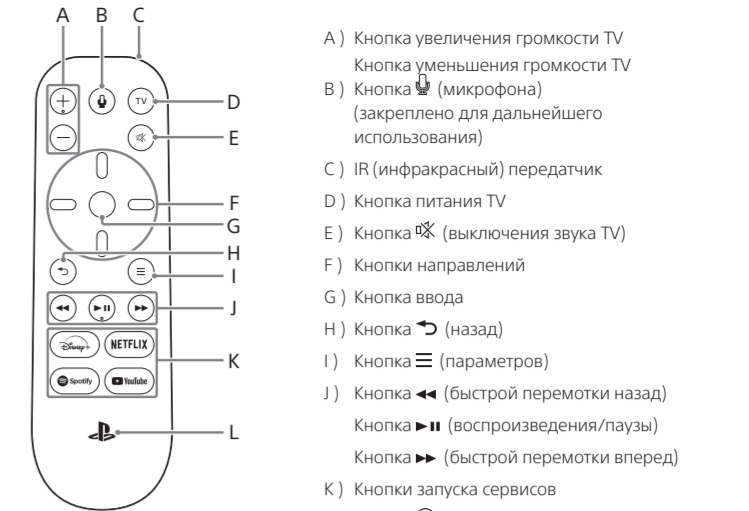 A B C
TV
D
E
F
G
H
I
J
Disney+ NETFLIX
K
Spotify YouTube
L
A ) Кнопка увеличения громкости TV
Кнопка уменьшения громкости TV
B ) Кнопка (микрофона)
(закреплено для дальнейшего
использования)
C ) IR (инфракрасный) передатчик
D ) Кнопка питания TV
E ) Кнопка (выключения звука TV)
F ) Кнопки направлений
G ) Кнопка ввода
H ) Кнопка (назад)
I ) Кнопка (параметров)
J ) Кнопка (быстрой перемотки назад)
Кнопка (воспроизведения/паузы)
Кнопка (быстрой перемотки вперед)
K ) Кнопки запуска сервисов